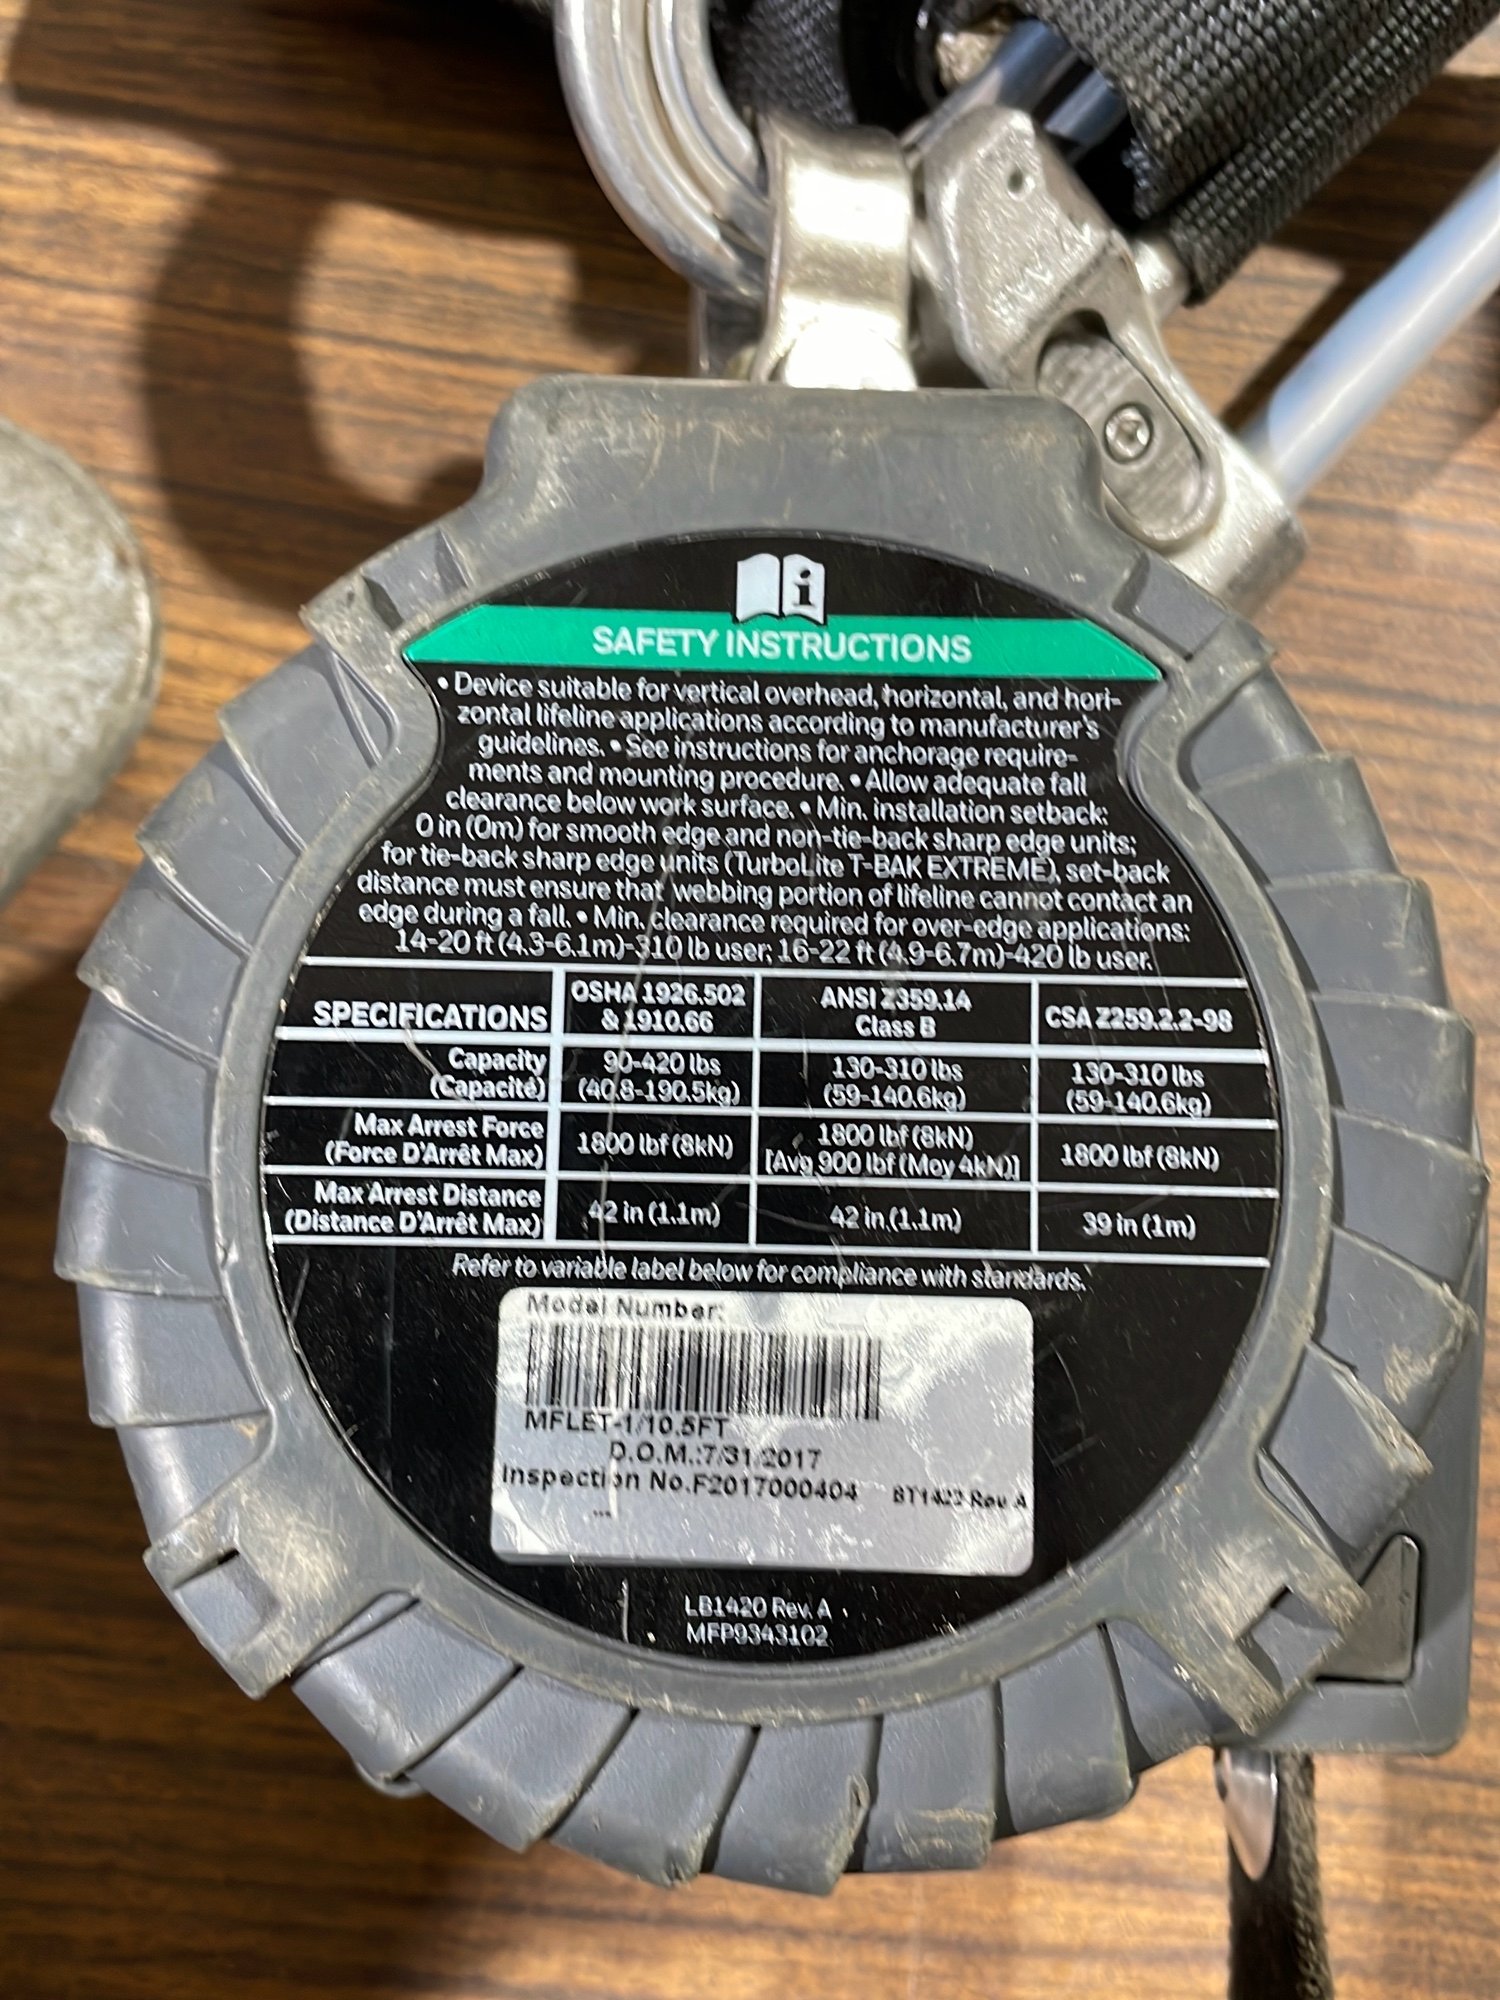 i
SAFETY INSTRUCTIONS
• Device suitable for vertical overhead, horizontal, and hori-
zontal lifeline applications according to manufacturer's
guidelines. • See instructions for anchorage require-
ments and mounting procedure. • Allow adequate fall
clearance below work surface. • Min. installation setback:
0 in (0m) for smooth edge and non-tie-back sharp edge units;
for tie-back sharp edge units (TurboLite T-BAK EXTREME), set-back
distance must ensure that webbing portion of lifeline cannot contact an
edge during a fall. • Min. clearance required for over-edge applications:
14-20 ft (4.3-6.1m)-310 lb user; 16-22 ft (4.9-6.7m)-420 lb user.
SPECIFICATIONS
OSHA 1926.502
& 1910.66
ANSI Z359.14
Class B
CSA Z259.2.2-98
Capacity
(Capacité)
90-420 lbs
(40.8-190.5kg)
130-310 lbs
(59-140.6kg)
130-310 lbs
(59-140.6kg)
Max Arrest Force
(Force D'Arrêt Max)
1800 lbf (8kN)
1800 lbf (8kN)
[Avg 900 lbf (Moy 4kN)]
1800 lbf (8kN)
Max Arrest Distance
(Distance D'Arrêt Max)
42 in (1.1m)
42 in (1.1m)
39 in (1m)
Refer to variable label below for compliance with standards.
Model Number:
MFLET-1/10.5FT
D.O.M.:7/31/2017
Inspection No.F2017000404 BT1422 Rev A
...
LB1420 Rev. A
MFP9343102